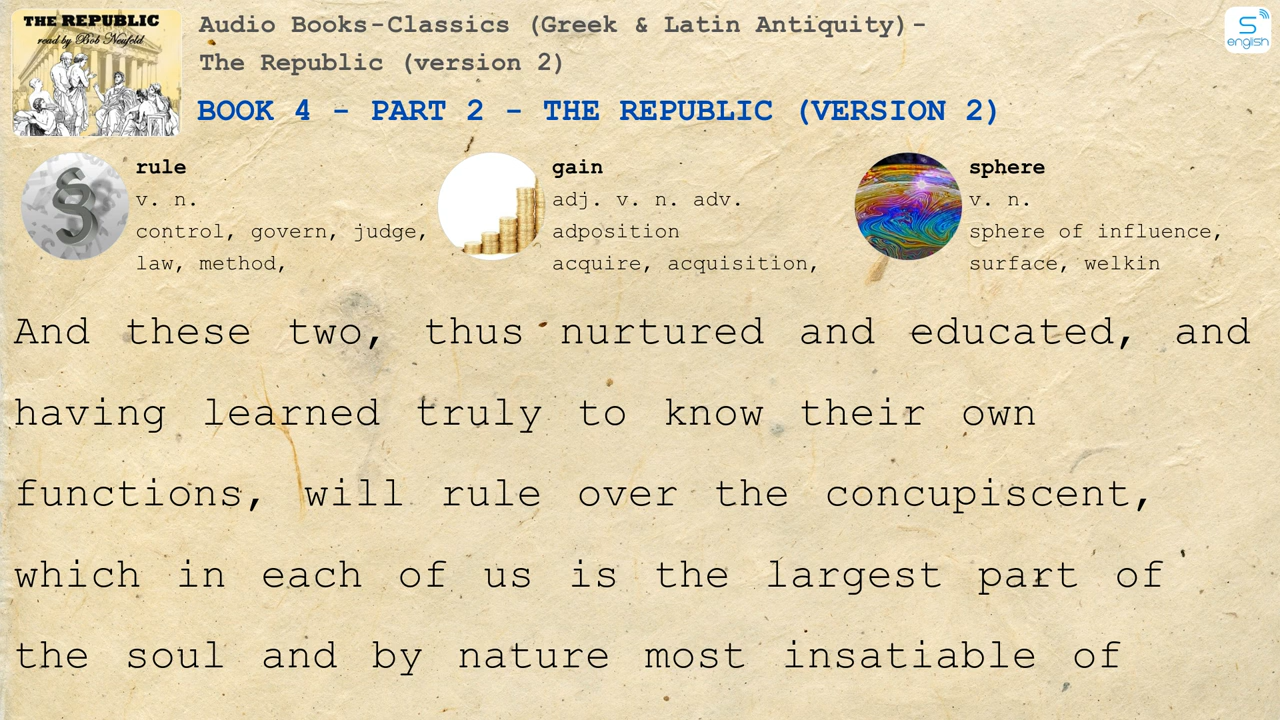 THE REPUBLIC
read by Bob Neufeld
Audio Books-Classics (Greek & Latin Antiquity)-
The Republic (version 2)
BOOK 4 - PART 2 - THE REPUBLIC (VERSION 2)
S
english
rule
v. n.
control, govern, judge,
law, method,
gain
adj. v. n. adv.
adposition
acquire, acquisition,
sphere
v. n.
sphere of influence,
surface, welkin
And these two, thus nurtured and educated, and
having learned truly to know their own
functions, will rule over the concupiscent,
which in each of us is the largest part of
the soul and by nature most insatiable of